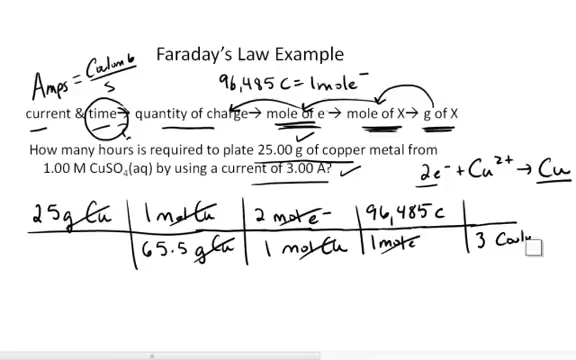 Faraday's Law Example
Amps = Coulomb
s
96,485 C = 1 mole⁻
current & time→ quantity of charge→ mole of e→ mole of X→ g of X
How many hours is required to plate 25.00 g of copper metal from
1.00 M CuSO₄(aq) by using a current of 3.00 A?
2e⁻ + Cu²⁺ → Cu
25g Cu | 1 mol Cu | 2 mole⁻ | 96,485 C
65.5 g Cu | 1 mol Cu | 1 mole⁻ | 3 Coulo